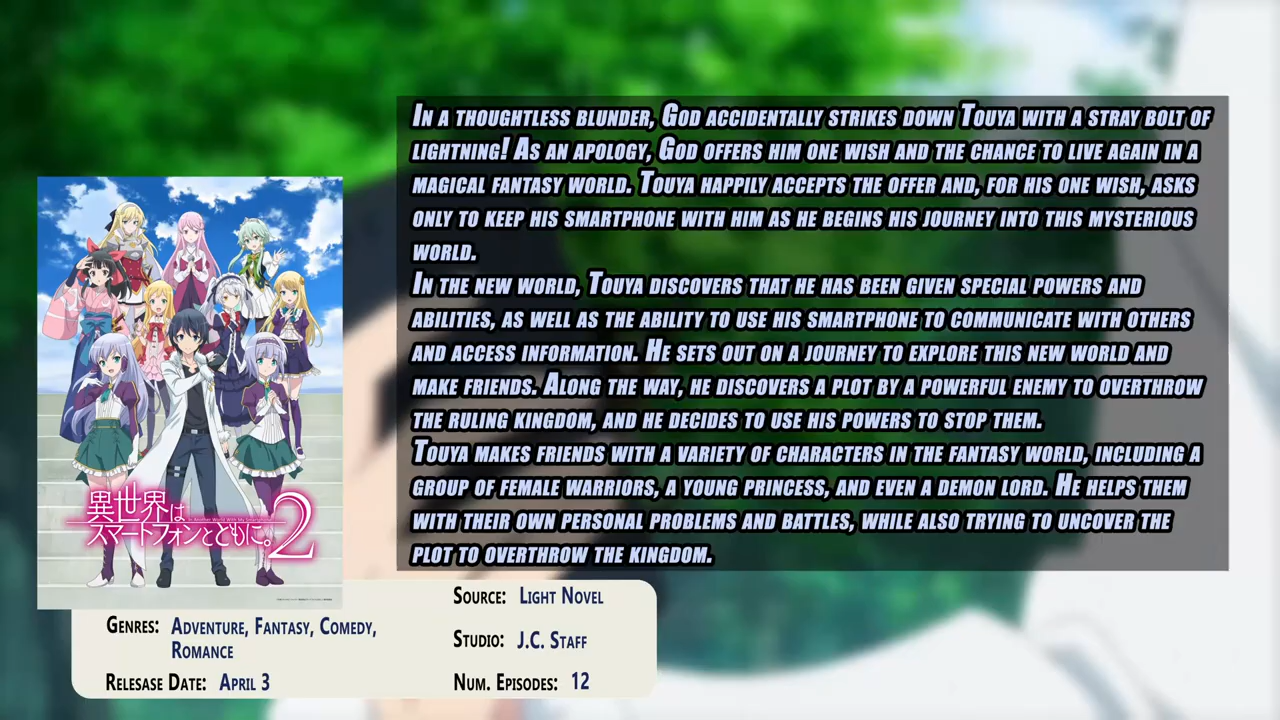 In a thoughtless blunder, God accidentally strikes down Touya with a stray bolt of
lightning! As an apology, God offers him one wish and the chance to live again in a
magical fantasy world. Touya happily accepts the offer and, for his one wish, asks
only to keep his smartphone with him as he begins his journey into this mysterious
world.
In the new world, Touya discovers that he has been given special powers and
abilities, as well as the ability to use his smartphone to communicate with others
and access information. He sets out on a journey to explore this new world and
make friends. Along the way, he discovers a plot by a powerful enemy to overthrow
the ruling kingdom, and he decides to use his powers to stop them.
Touya makes friends with a variety of characters in the fantasy world, including a
group of female warriors, a young princess, and even a demon lord. He helps them
with their own personal problems and battles, while also trying to uncover the
plot to overthrow the kingdom.
異世界は
In Another World With My Smartphone
スマートフォンとともに。2
Genres: Adventure, Fantasy, Comedy,
Romance
Relsase Date: April 3
Source: Light Novel
Studio: J.C. Staff
Num. Episodes: 12